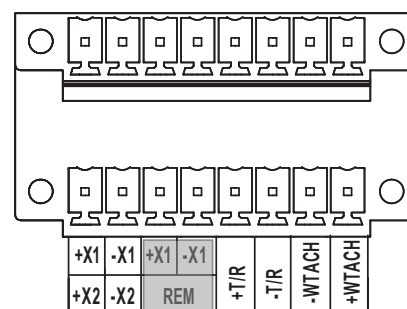 +X1 -X1 +X1 -X1
+X2 -X2 REM
+T/R
-T/R
-WTACH
+WTACH